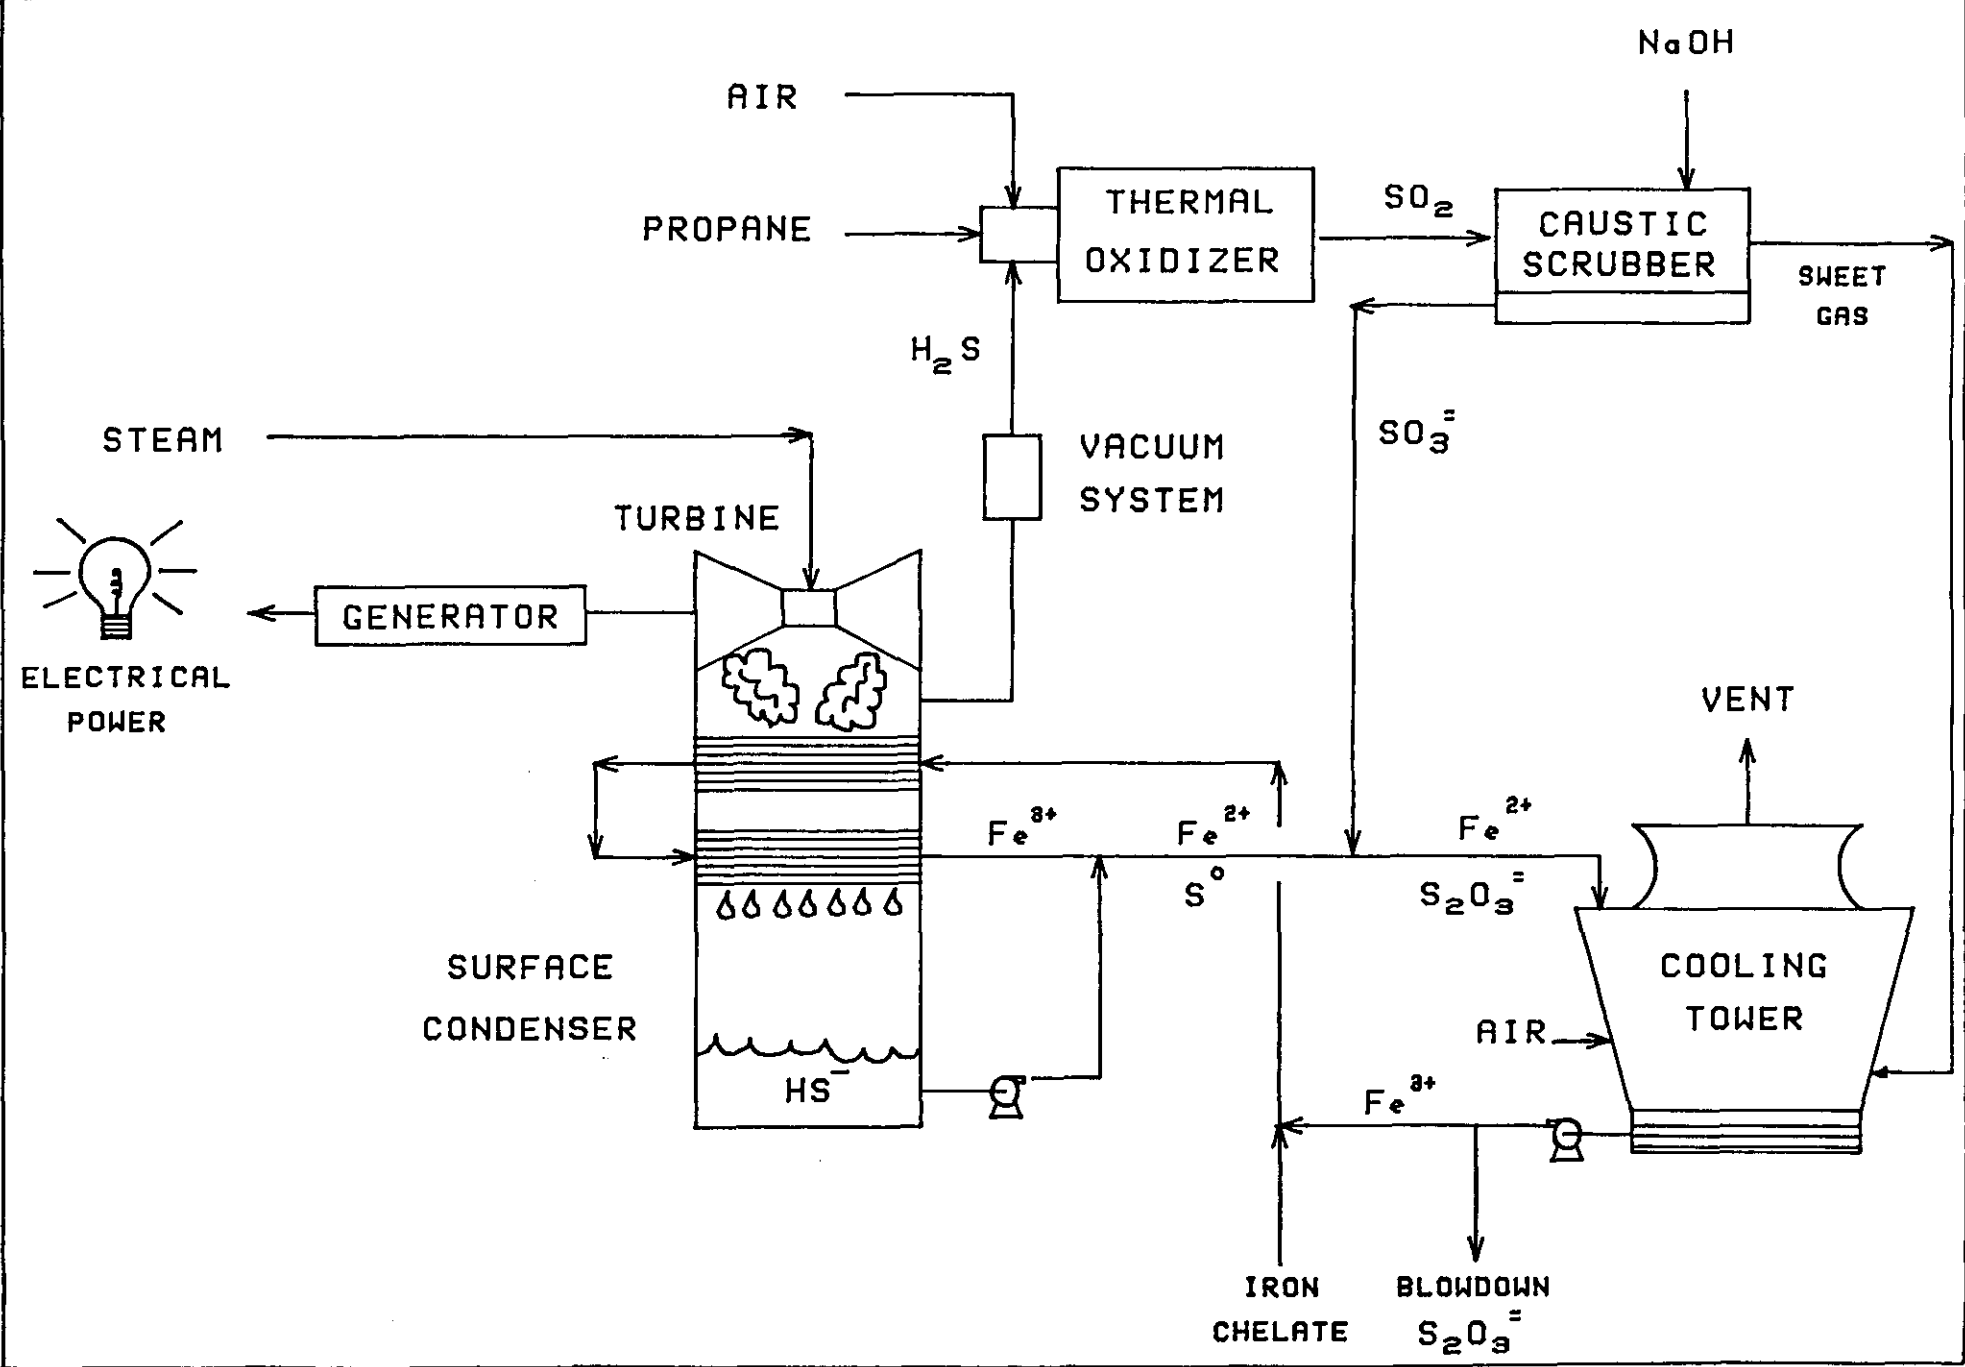 NaOH
AIR
PROPANE
THERMAL
OXIDIZER
SO₂
CAUSTIC
SCRUBBER
SWEET
GAS
H₂S
SO₃⁼
STEAM
VACUUM
SYSTEM
TURBINE
GENERATOR
ELECTRICAL
POWER
VENT
Fe³⁺
Fe²⁺
Fe²⁺
S⁰
S₂O₃⁼
SURFACE
CONDENSER
COOLING
TOWER
AIR
HS⁻
Fe³⁺
IRON
CHELATE
BLOWDOWN
S₂O₃⁼